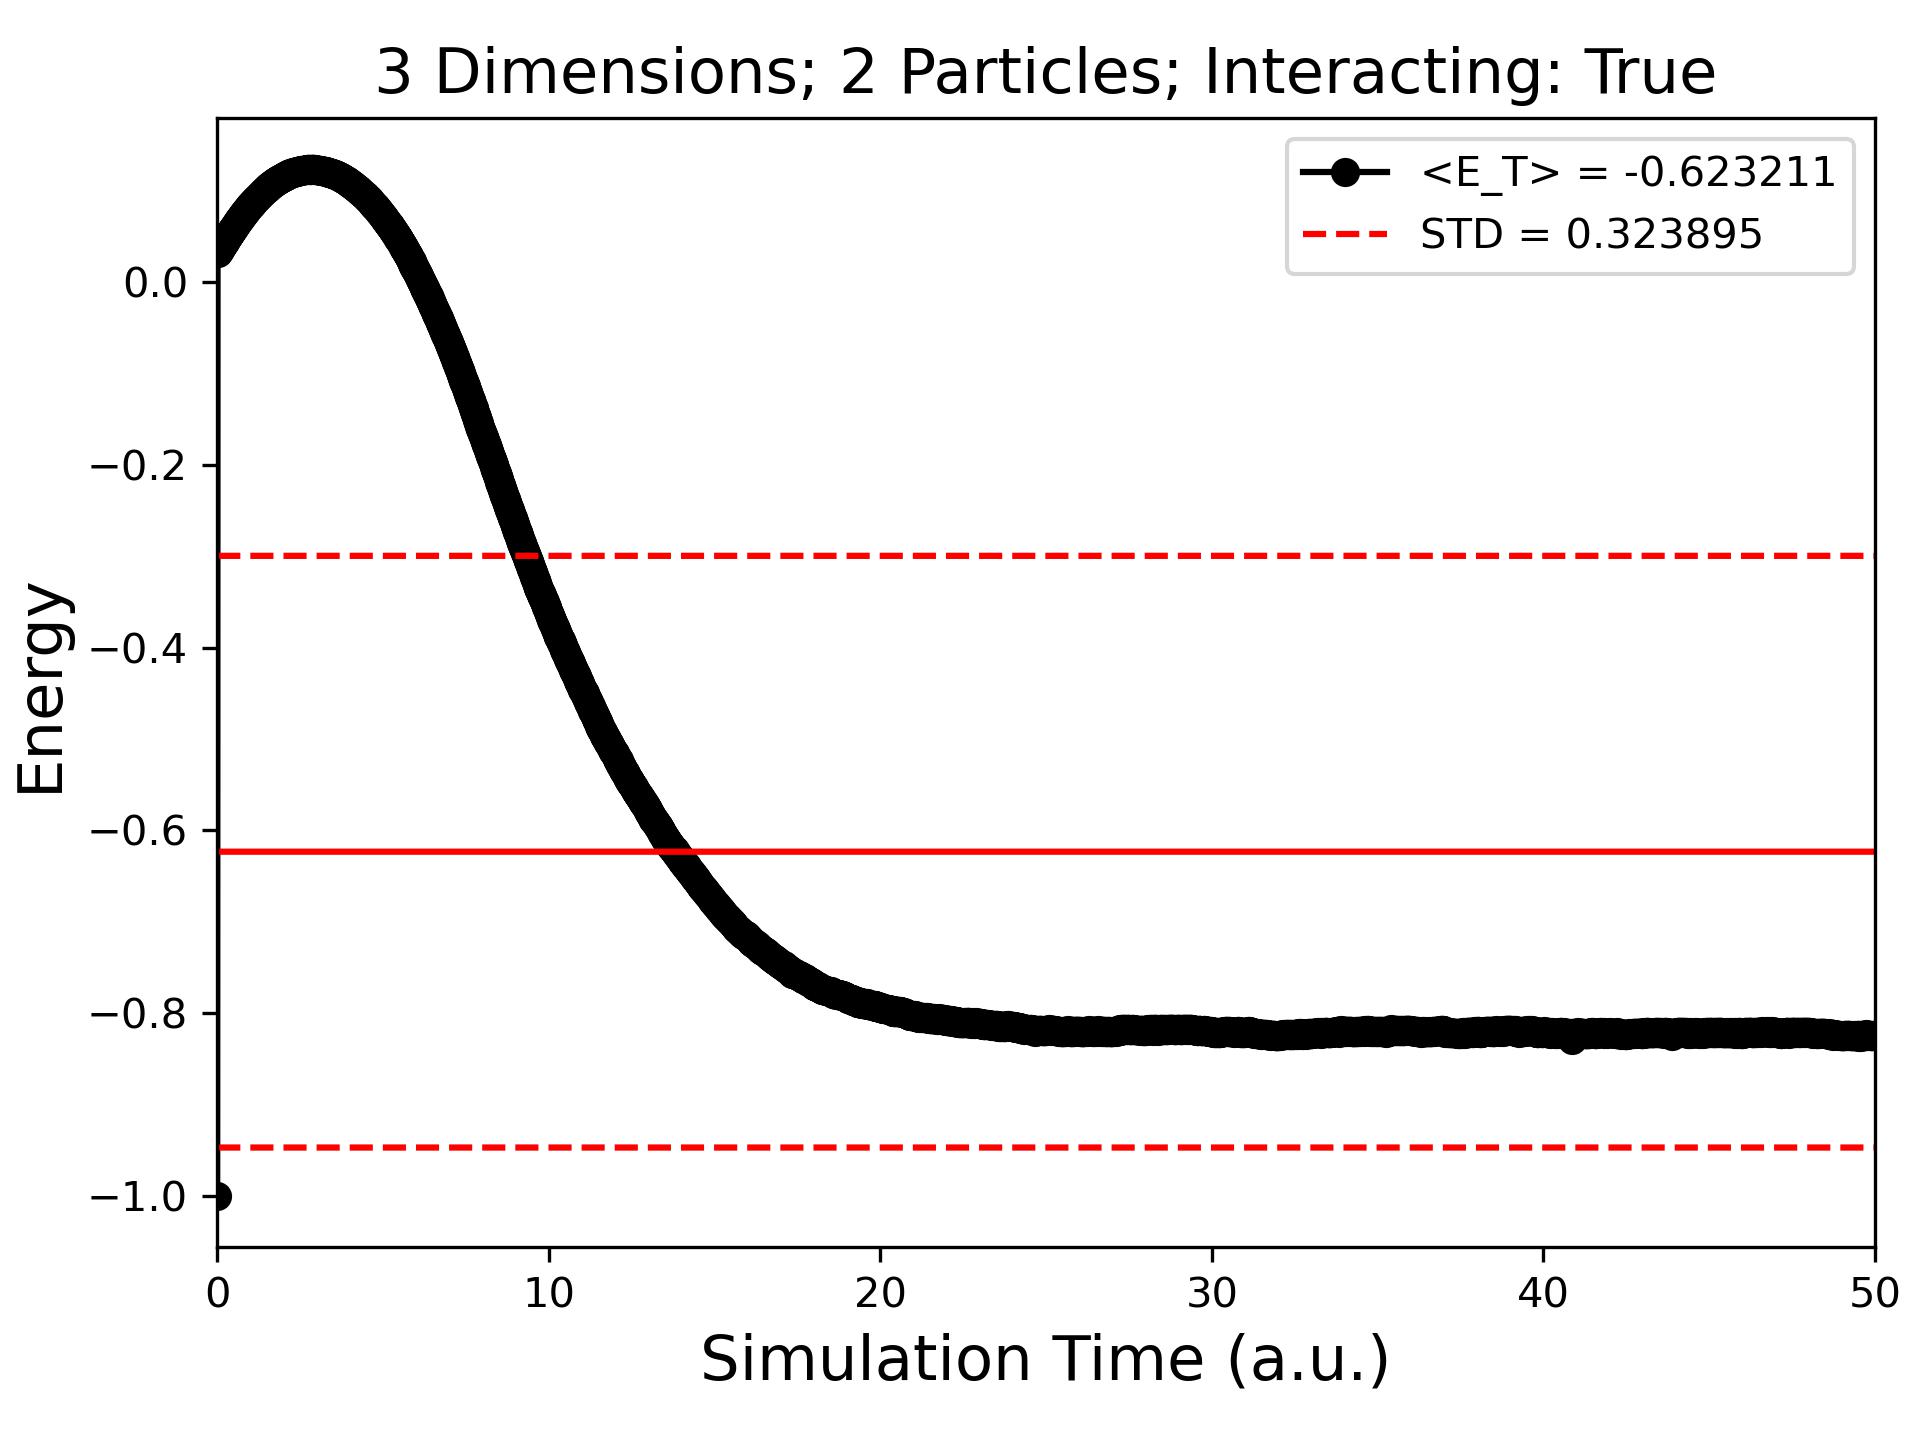 3 Dimensions; 2 Particles; Interacting: True
<E_T> = -0.623211
STD = 0.323895
Energy
0.0
−0.2
−0.4
−0.6
−0.8
−1.0
0 10 20 30 40 50
Simulation Time (a.u.)